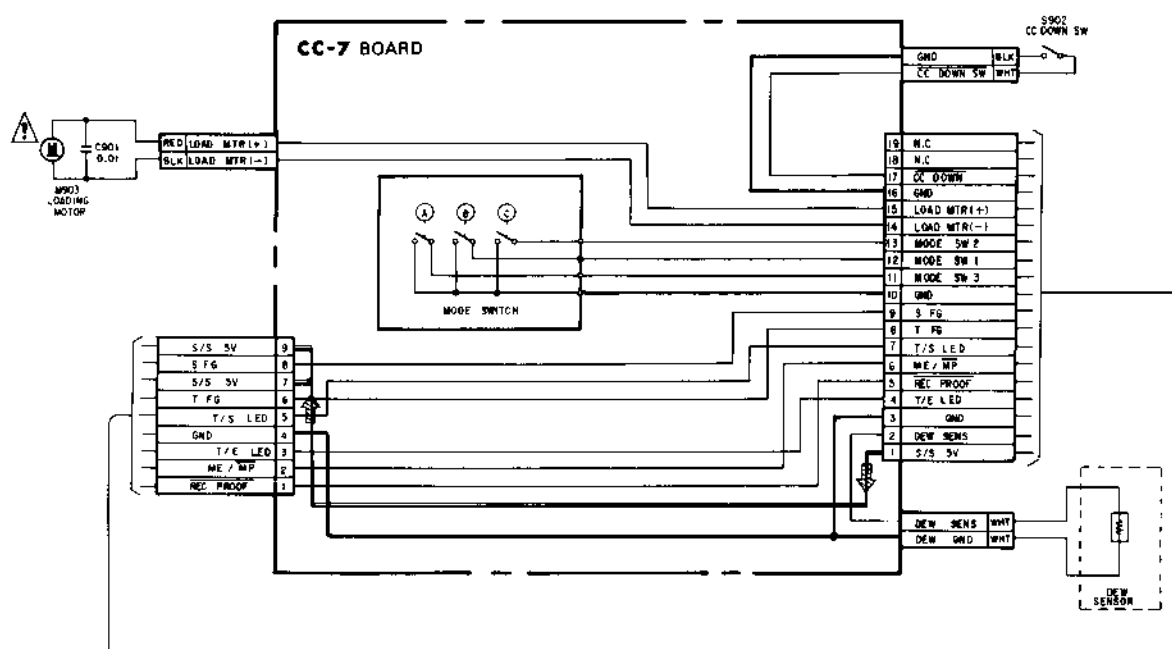 CC-7 BOARD
S902
CC DOWN SW
GND BLK
CC DOWN SW WHT
C901
0.01
M903
LOADING
MOTOR
RED LOAD MTR(+)
BLK LOAD MTR(-)
A B C
MODE SWITCH
19 N.C
18 N.C
17 CC DOWN
16 GND
15 LOAD MTR(+)
14 LOAD MTR(-)
13 MODE SW 2
12 MODE SW 1
11 MODE SW 3
10 GND
9 S FG
8 T FG
7 T/S LED
6 ME/MP
5 REC PROOF
4 T/E LED
3 GND
2 DEW SENS
1 S/S 5V
S/S 5V 9
S FG 8
S/S 5V 7
T FG 6
T/S LED 5
GND 4
T/E LED 3
ME/MP 2
REC PROOF 1
DEW SENS WHT
DEW GND WHT
DEW
SENSOR